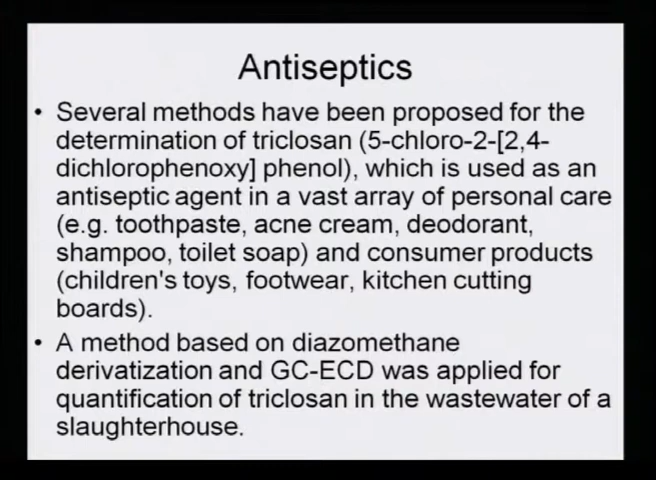 Antiseptics
• Several methods have been proposed for the
determination of triclosan (5-chloro-2-[2,4-
dichlorophenoxy] phenol), which is used as an
antiseptic agent in a vast array of personal care
(e.g. toothpaste, acne cream, deodorant,
shampoo, toilet soap) and consumer products
(children's toys, footwear, kitchen cutting
boards).
• A method based on diazomethane
derivatization and GC-ECD was applied for
quantification of triclosan in the wastewater of a
slaughterhouse.